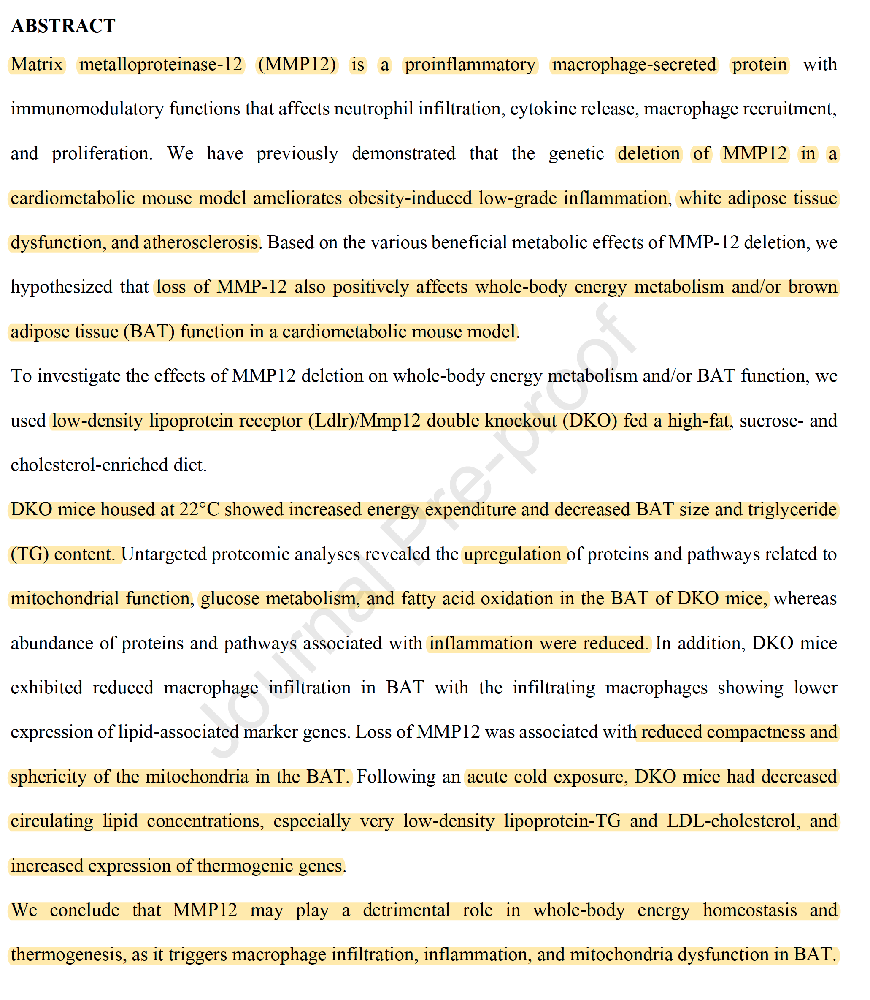 ABSTRACT
Matrix metalloproteinase-12 (MMP12) is a proinflammatory macrophage-secreted protein with
immunomodulatory functions that affects neutrophil infiltration, cytokine release, macrophage recruitment,
and proliferation. We have previously demonstrated that the genetic deletion of MMP12 in a
cardiometabolic mouse model ameliorates obesity-induced low-grade inflammation, white adipose tissue
dysfunction, and atherosclerosis. Based on the various beneficial metabolic effects of MMP-12 deletion, we
hypothesized that loss of MMP-12 also positively affects whole-body energy metabolism and/or brown
adipose tissue (BAT) function in a cardiometabolic mouse model.
To investigate the effects of MMP12 deletion on whole-body energy metabolism and/or BAT function, we
used low-density lipoprotein receptor (Ldlr)/Mmp12 double knockout (DKO) fed a high-fat, sucrose- and
cholesterol-enriched diet.
DKO mice housed at 22°C showed increased energy expenditure and decreased BAT size and triglyceride
(TG) content. Untargeted proteomic analyses revealed the upregulation of proteins and pathways related to
mitochondrial function, glucose metabolism, and fatty acid oxidation in the BAT of DKO mice, whereas
abundance of proteins and pathways associated with inflammation were reduced. In addition, DKO mice
exhibited reduced macrophage infiltration in BAT with the infiltrating macrophages showing lower
expression of lipid-associated marker genes. Loss of MMP12 was associated with reduced compactness and
sphericity of the mitochondria in the BAT. Following an acute cold exposure, DKO mice had decreased
circulating lipid concentrations, especially very low-density lipoprotein-TG and LDL-cholesterol, and
increased expression of thermogenic genes.
We conclude that MMP12 may play a detrimental role in whole-body energy homeostasis and
thermogenesis, as it triggers macrophage infiltration, inflammation, and mitochondria dysfunction in BAT.
Journal Pre-proof